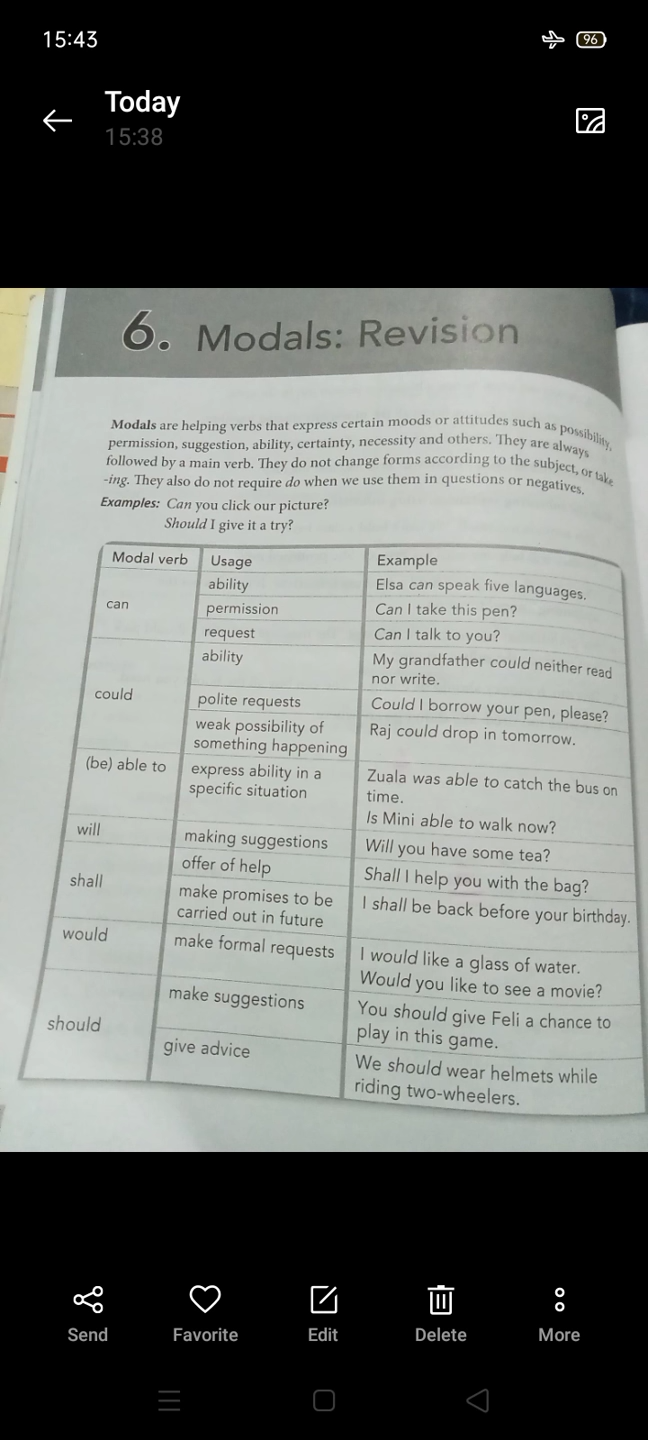 15:43
96
Today
15:38
6. Modals: Revision
Modals are helping verbs that express certain moods or attitudes such as possibility,
permission, suggestion, ability, certainty, necessity and others. They are always
followed by a main verb. They do not change forms according to the subject, or take
-ing. They also do not require do when we use them in questions or negatives.
Examples: Can you click our picture?
Should I give it a try?
Modal verb Usage Example
can
ability Elsa can speak five languages.
permission Can I take this pen?
request Can I talk to you?
could
ability My grandfather could neither read
nor write.
polite requests Could I borrow your pen, please?
weak possibility of Raj could drop in tomorrow.
something happening
(be) able to express ability in a Zuala was able to catch the bus on
specific situation time.
Is Mini able to walk now?
will making suggestions Will you have some tea?
shall
offer of help Shall I help you with the bag?
make promises to be I shall be back before your birthday.
carried out in future
would make formal requests I would like a glass of water.
Would you like to see a movie?
should
make suggestions You should give Feli a chance to
play in this game.
give advice We should wear helmets while
riding two-wheelers.
Send Favorite Edit Delete More